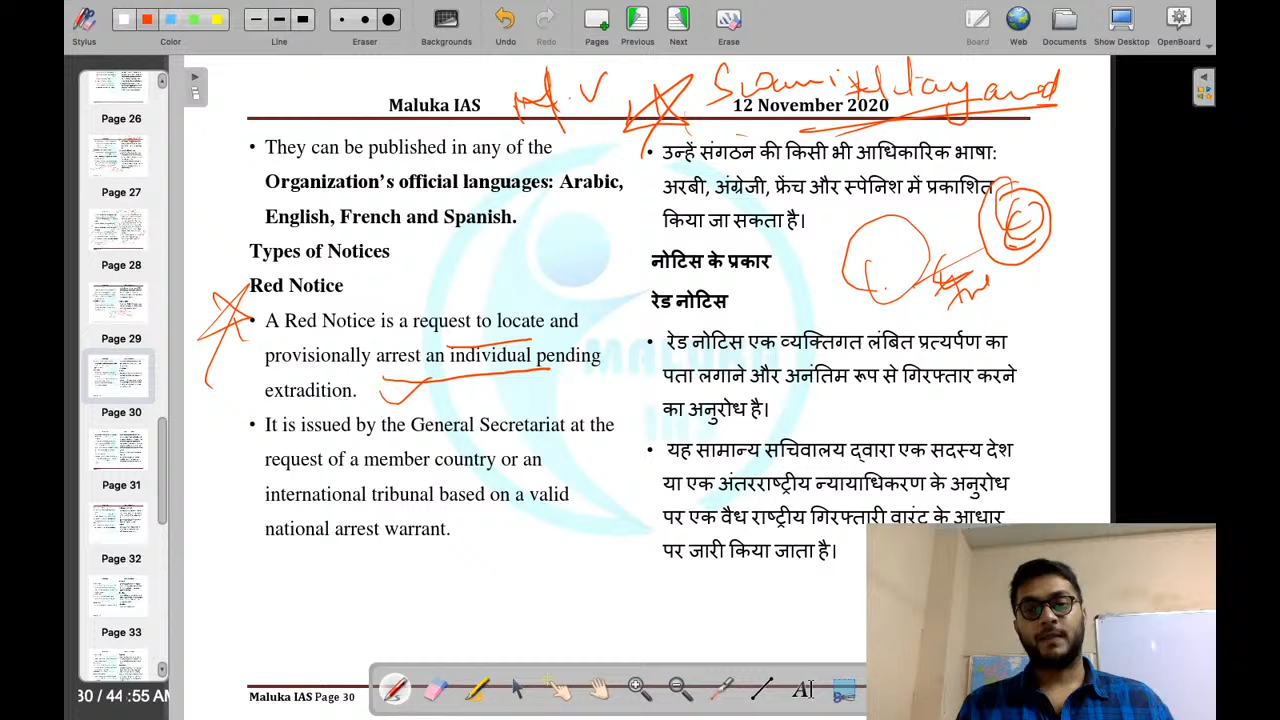 Stylus
Color
Line
Eraser
Backgrounds
Undo
Redo
Pages
Previous
Next
Erase
Board
Web
Documents
Show Desktop
OpenBoard
Page 26
Page 27
Page 28
Page 29
Page 30
Page 31
Page 32
Page 33
30 / 44 :55 AM
Maluka IAS
12 November 2020
• They can be published in any of the
Organization’s official languages: Arabic,
English, French and Spanish.
Types of Notices
Red Notice
• A Red Notice is a request to locate and
provisionally arrest an individual pending
extradition.
• It is issued by the General Secretariat at the
request of a member country or an
international tribunal based on a valid
national arrest warrant.
• उन्हें संगठन की किसी भी आधिकारिक भाषा:
अरबी, अंग्रेजी, फ्रेंच और स्पेनिश में प्रकाशित
किया जा सकता है।
नोटिस के प्रकार
रेड नोटिस
• रेड नोटिस एक व्यक्तिगत लंबित प्रत्यर्पण का
पता लगाने और अनंतिम रूप से गिरफ्तार करने
का अनुरोध है।
• यह सामान्य सचिवालय द्वारा एक सदस्य देश
या एक अंतरराष्ट्रीय न्यायाधिकरण के अनुरोध
पर एक वैध राष्ट्रीय गिरफ्तारी वारंट के आधार
पर जारी किया जाता है।
Maluka IAS Page 30